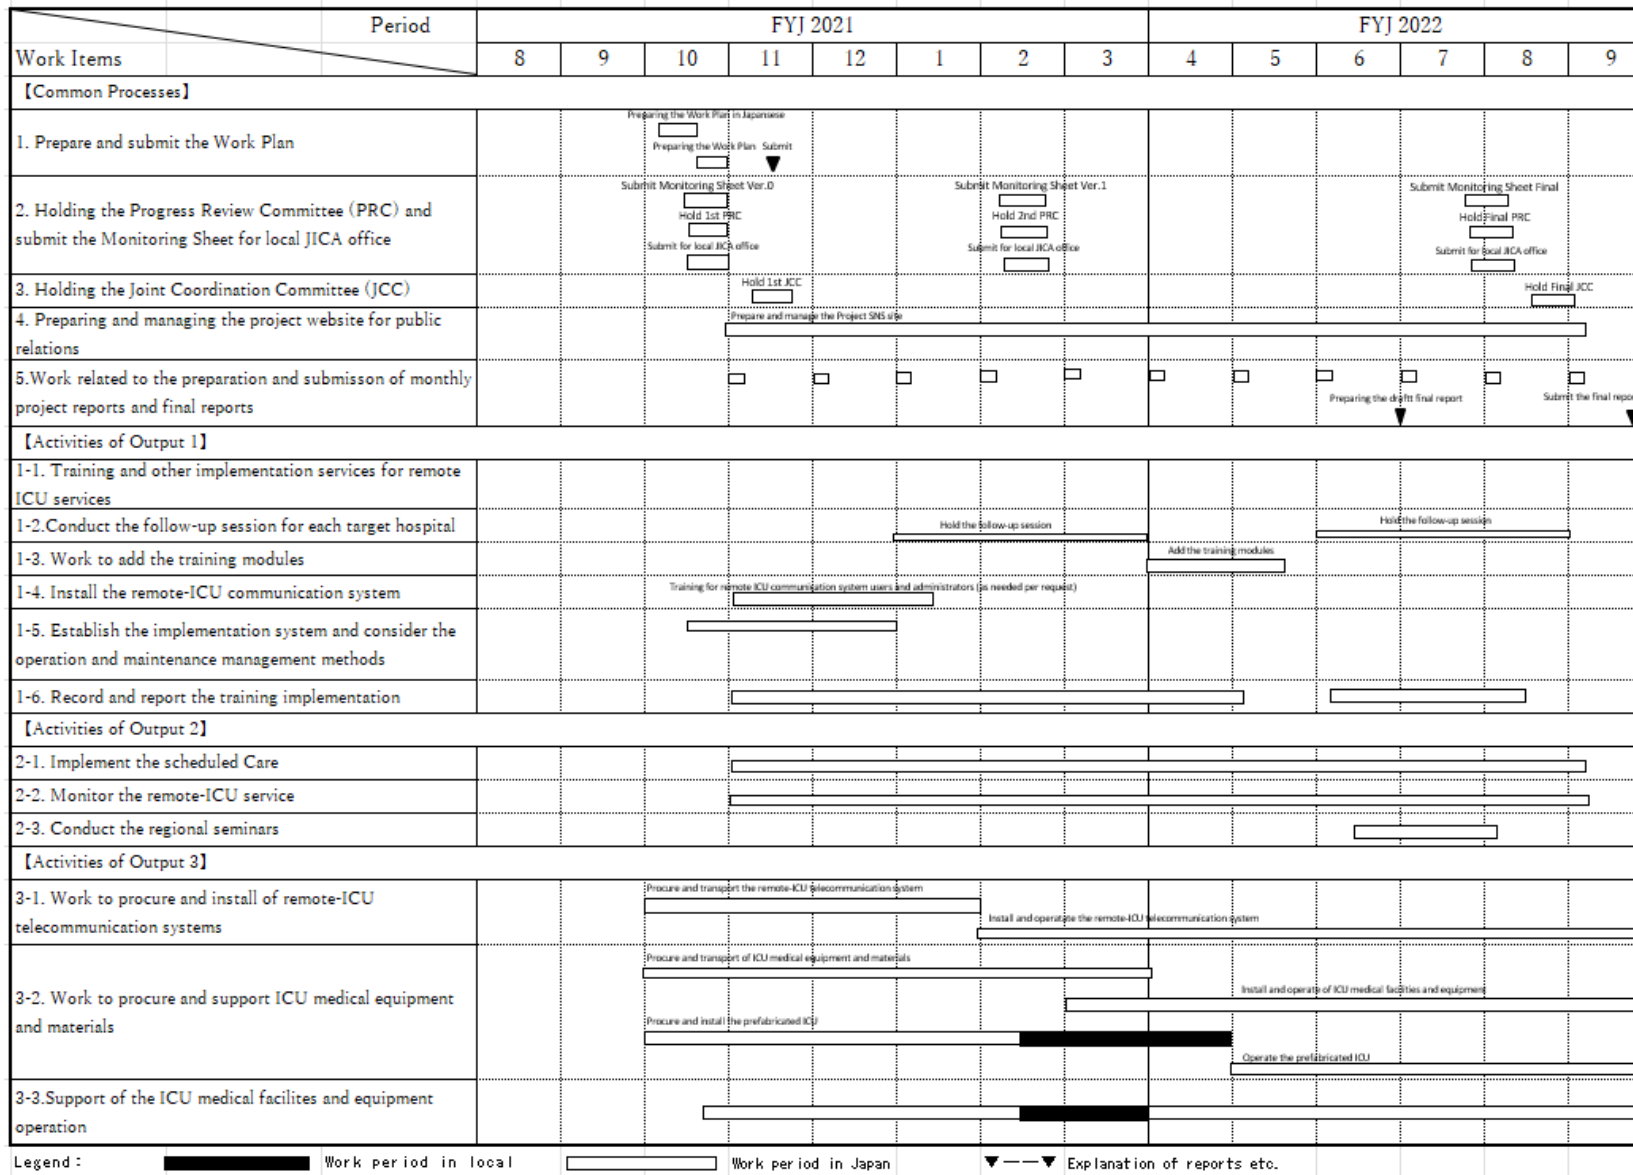 Period
FYJ 2021
FYJ 2022
Work Items
8 9 10 11 12 1 2 3 4 5 6 7 8 9
【Common Processes】
Preparing the Work Plan in Japansese
1. Prepare and submit the Work Plan
Preparing the Work Plan Submit
Submit Monitoring Sheet Ver.0
Submit Monitoring Sheet Ver.1
Submit Monitoring Sheet Final
2. Holding the Progress Review Committee (PRC) and
submit the Monitoring Sheet for local JICA office
Hold 1st PRC
Hold 2nd PRC
Hold Final PRC
Submit for local JICA office
Submit for local JICA office
Submit for local JICA office
3. Holding the Joint Coordination Committee (JCC)
Hold 1st JCC
Hold Final JCC
4. Preparing and managing the project website for public
relations
Prepare and manage the Project SNS site
5.Work related to the preparation and submisson of monthly
project reports and final reports
Preparing the draftt final report
Submit the final repo
【Activities of Output 1】
1-1. Training and other implementation services for remote
ICU services
1-2.Conduct the follow-up session for each target hospital
Hold the follow-up session
Hold the follow-up session
1-3. Work to add the training modules
Add the training modules
1-4. Install the remote-ICU communication system
Training for remote ICU communication system users and administrators (as needed per request)
1-5. Establish the implementation system and consider the
operation and maintenance management methods
1-6. Record and report the training implementation
【Activities of Output 2】
2-1. Implement the scheduled Care
2-2. Monitor the remote-ICU service
2-3. Conduct the regional seminars
【Activities of Output 3】
3-1. Work to procure and install of remote-ICU
telecommunication systems
Procure and transport the remote-ICU telecommunication system
Install and operatate the remote-ICU telecommunication system
3-2. Work to procure and support ICU medical equipment
and materials
Procure and transport of ICU medical equipment and materials
Install and operate of ICU medical facilities and equipment
Procure and install the prefabricated ICU
Operate the prefabricated ICU
3-3.Support of the ICU medical facilites and equipment
operation
Legend: Work period in local Work period in Japan ▼——▼ Explanation of reports etc.